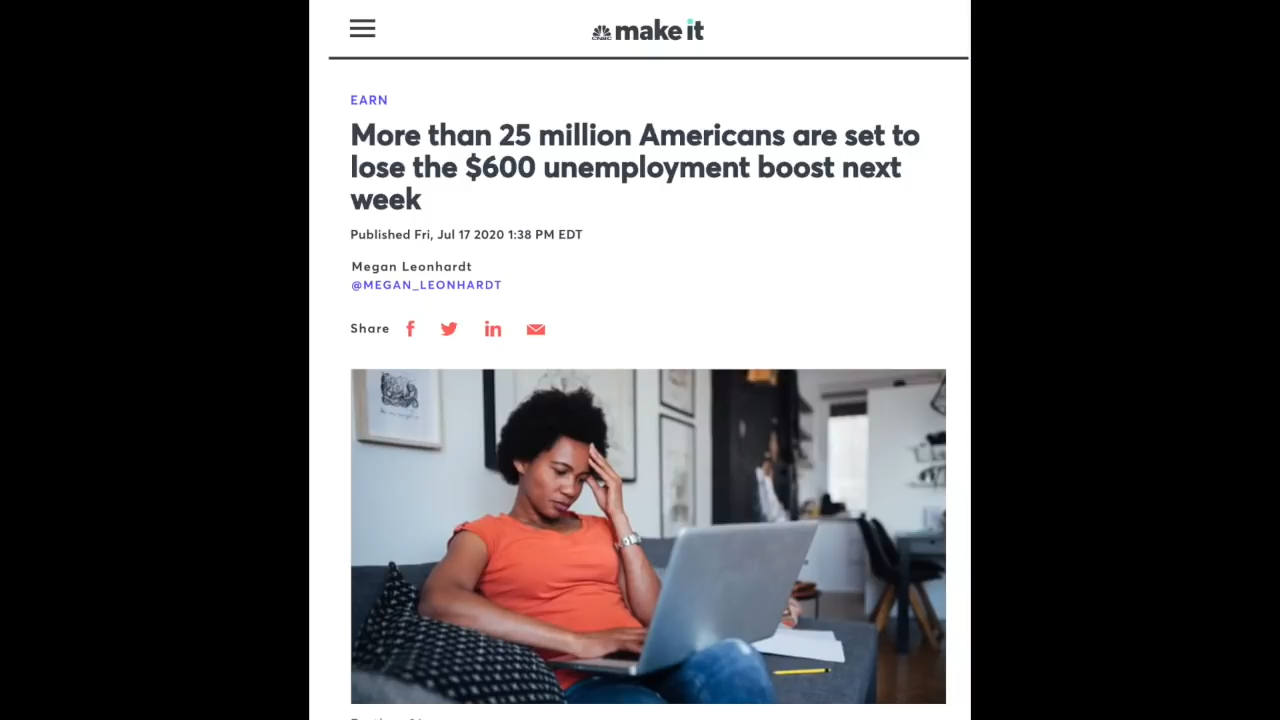 CNBC make it
EARN
More than 25 million Americans are set to
lose the $600 unemployment boost next
week
Published Fri, Jul 17 2020 1:38 PM EDT
Megan Leonhardt
@MEGAN_LEONHARDT
Share